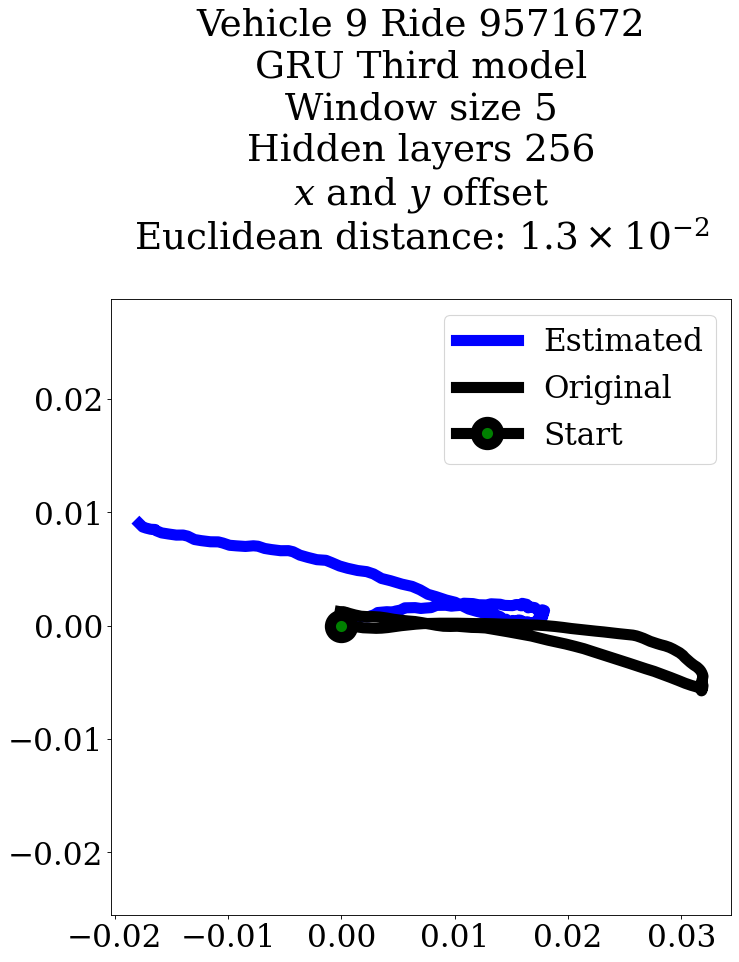 Vehicle 9 Ride 9571672
GRU Third model
Window size 5
Hidden layers 256
x and y offset
Euclidean distance: 1.3 × 10⁻²
Estimated
Original
Start
0.02
0.01
0.00
−0.01
−0.02
−0.02 −0.01 0.00 0.01 0.02 0.03